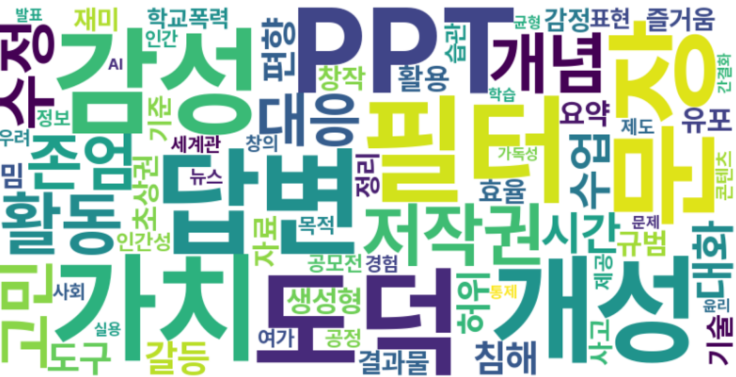 발표
재미
학교폭력
PPT
습관
균형
감정표현
즐거움
수정
감성
인간
AI
편향
창작
활용
개념
문장
간결화
우려
정보
기준
대응
필터
학습
요약
제도
유포
존엄
세계관
창의
밈
초상권
답변
뉴스
정리
가독성
효율
수업
콘텐츠
활동
인간성
자료
목적
저작권
시간
규범
문제
대화
고민
가치
공모전
경험
도덕
허위
통제
개성
제공
윤리
사회
실용
생성형
도구
갈등
여가
공정
결과물
침해
사고
기술